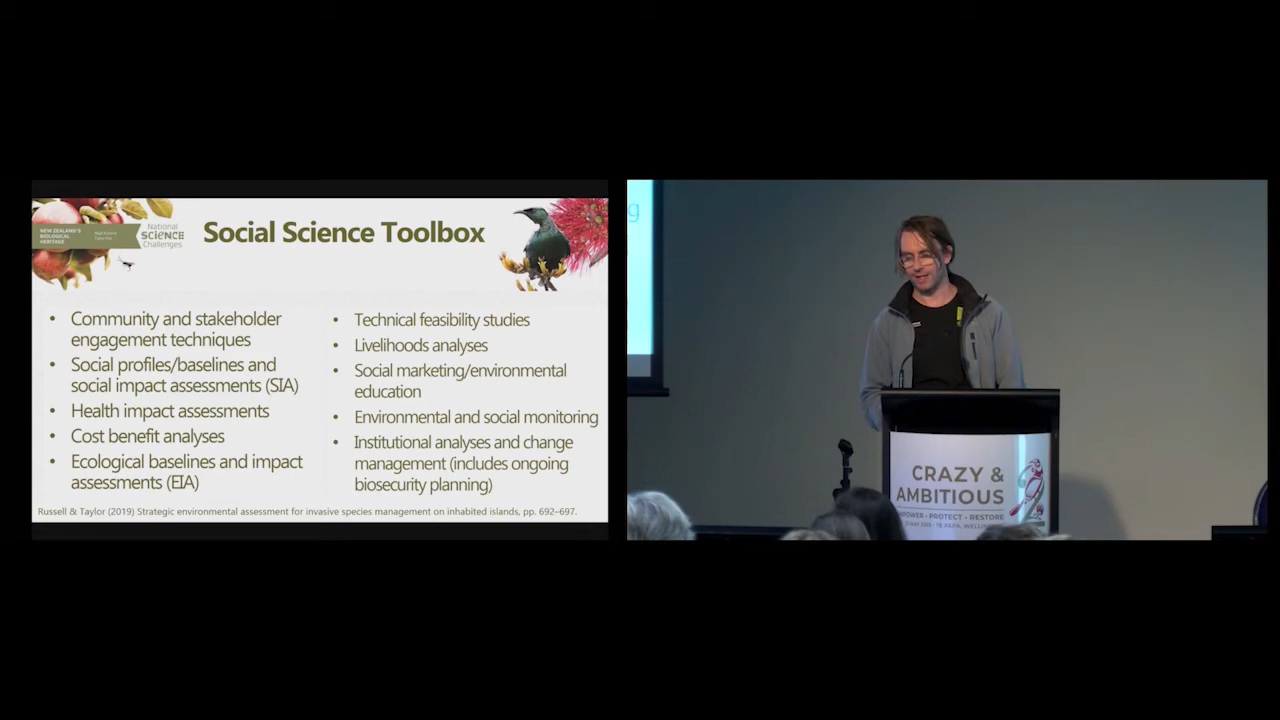 NEW ZEALAND'S
BIOLOGICAL
HERITAGE
National
SCIENCE
Challenges
Social Science Toolbox
• Community and stakeholder
engagement techniques
• Social profiles/baselines and
social impact assessments (SIA)
• Health impact assessments
• Cost benefit analyses
• Ecological baselines and impact
assessments (EIA)
• Technical feasibility studies
• Livelihoods analyses
• Social marketing/environmental
education
• Environmental and social monitoring
• Institutional analyses and change
management (includes ongoing
biosecurity planning)
Russell & Taylor (2019) Strategic environmental assessment for invasive species management on inhabited islands, pp. 692–697.
g
CRAZY &
AMBITIOUS
PROTECT • RESTORE
TE PAPA,